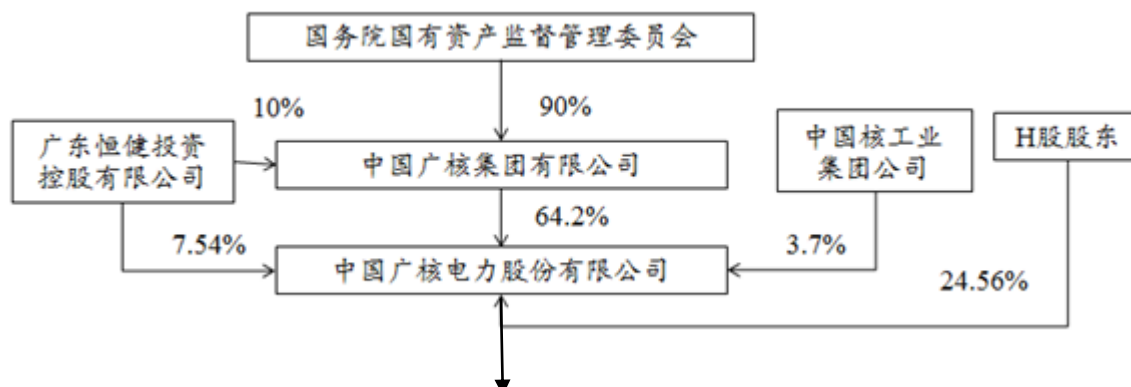 国务院国有资产监督管理委员会
10%
90%
广东恒健投资
控股有限公司
中国广核集团有限公司
中国核工业
集团公司
H股股东
7.54%
64.2%
3.7%
中国广核电力股份有限公司
24.56%